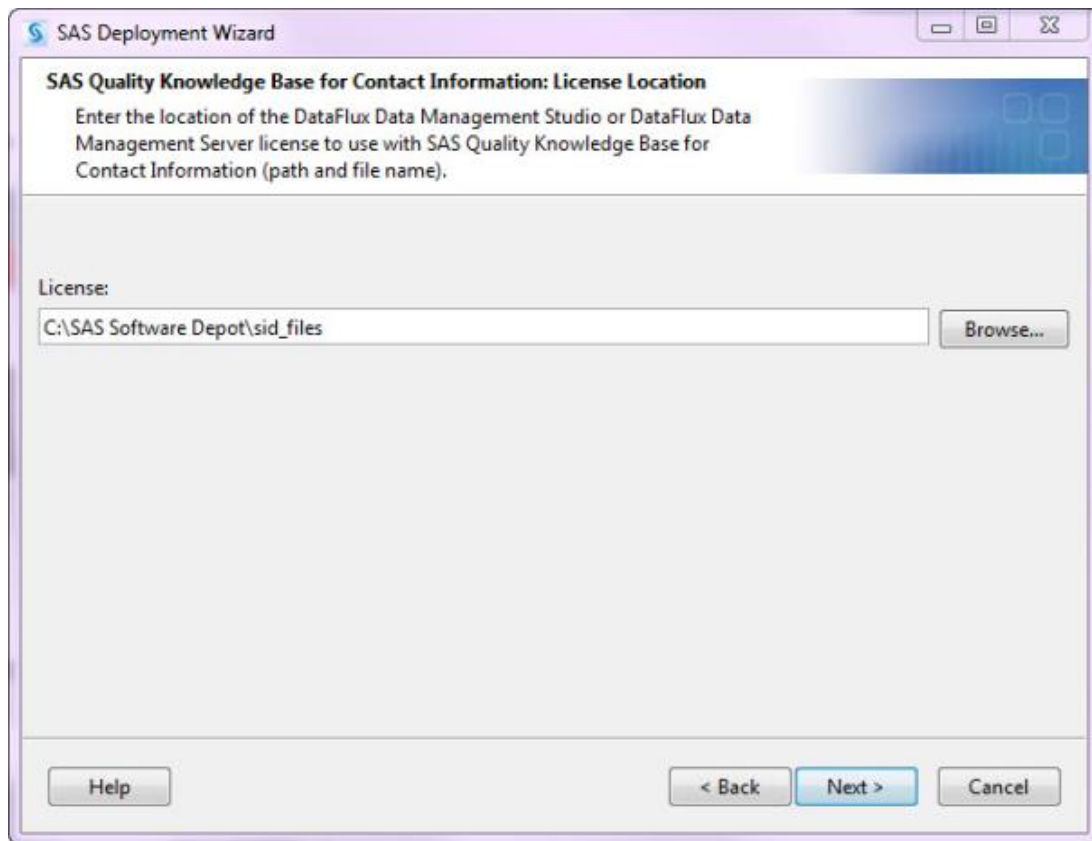 SAS Deployment Wizard
SAS Quality Knowledge Base for Contact Information: License Location
Enter the location of the DataFlux Data Management Studio or DataFlux Data
Management Server license to use with SAS Quality Knowledge Base for
Contact Information (path and file name).
License:
C:\SAS Software Depot\sid_files
Browse...
Help
< Back
Next >
Cancel